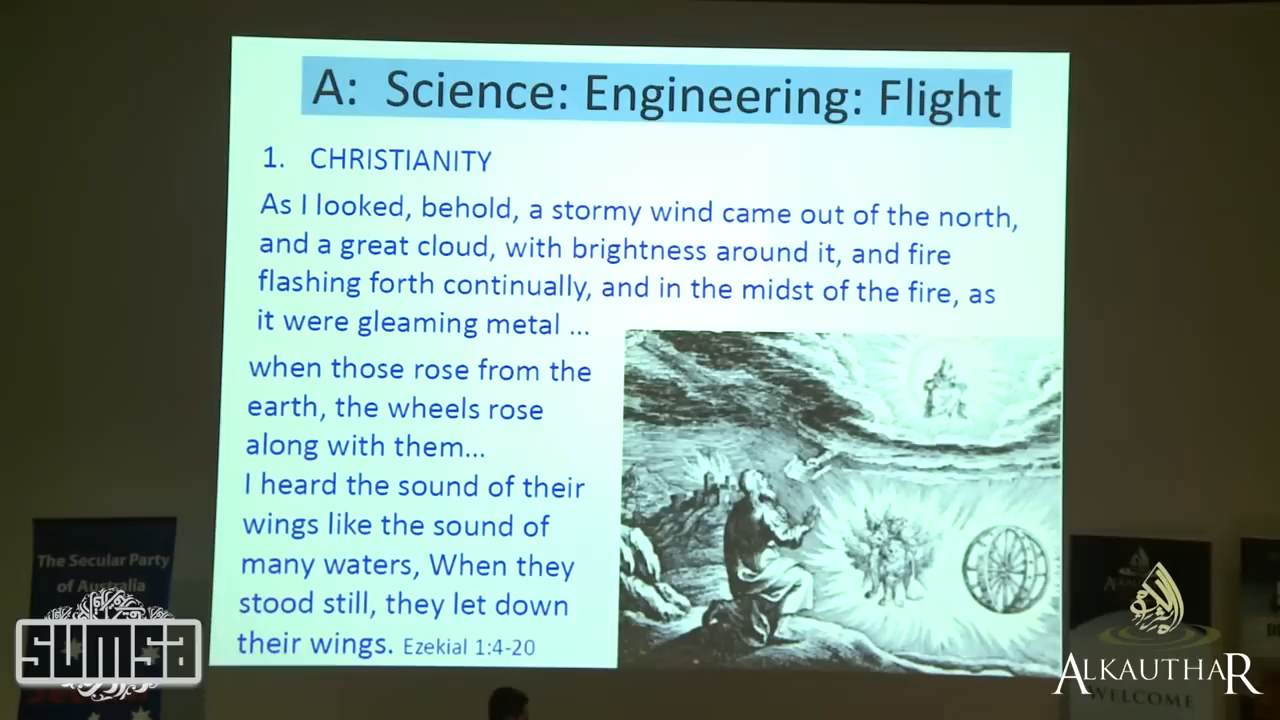 A: Science: Engineering: Flight
1. CHRISTIANITY
As I looked, behold, a stormy wind came out of the north,
and a great cloud, with brightness around it, and fire
flashing forth continually, and in the midst of the fire, as
it were gleaming metal ...
when those rose from the
earth, the wheels rose
along with them...
I heard the sound of their
wings like the sound of
many waters, When they
stood still, they let down
their wings. Ezekial 1:4-20
The Secular Party
of Australia
SUMSA
ALKAUTHAR
WELCOME